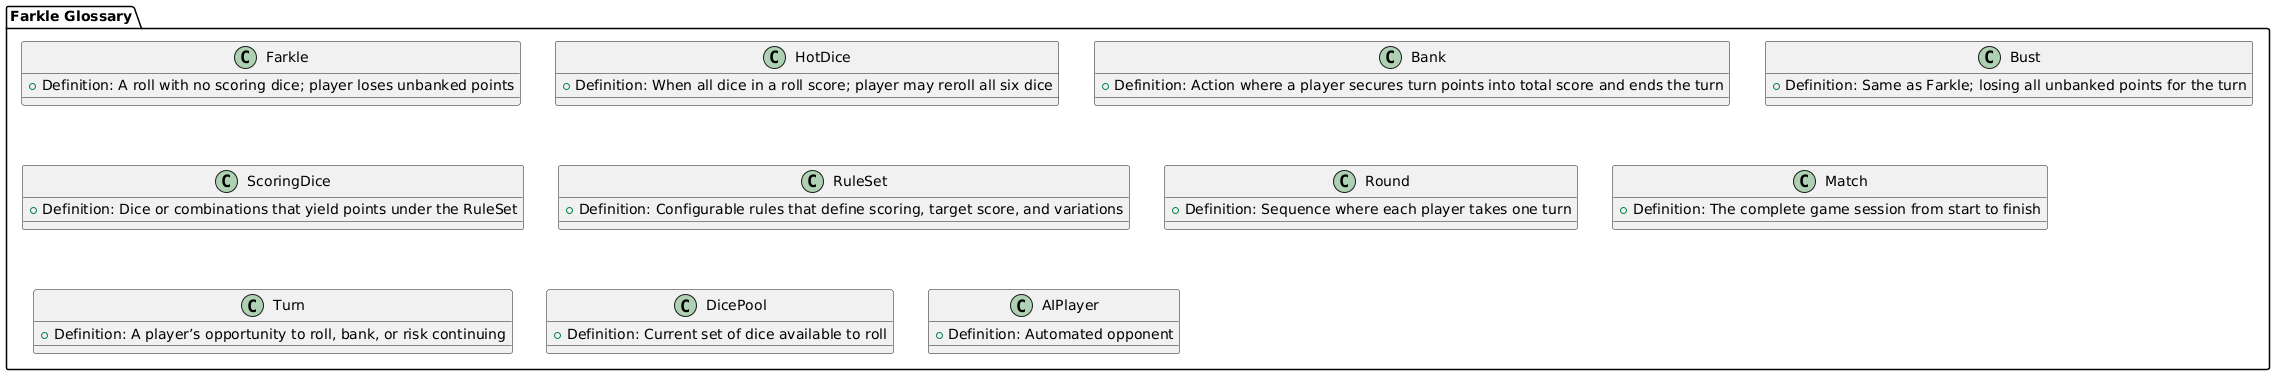 Farkle Glossary
C Farkle
Definition: A roll with no scoring dice; player loses unbanked points
C HotDice
Definition: When all dice in a roll score; player may reroll all six dice
C Bank
Definition: Action where a player secures turn points into total score and ends the turn
C Bust
Definition: Same as Farkle; losing all unbanked points for the turn
C ScoringDice
Definition: Dice or combinations that yield points under the RuleSet
C RuleSet
Definition: Configurable rules that define scoring, target score, and variations
C Round
Definition: Sequence where each player takes one turn
C Match
Definition: The complete game session from start to finish
C Turn
Definition: A player’s opportunity to roll, bank, or risk continuing
C DicePool
Definition: Current set of dice available to roll
C AIPlayer
Definition: Automated opponent